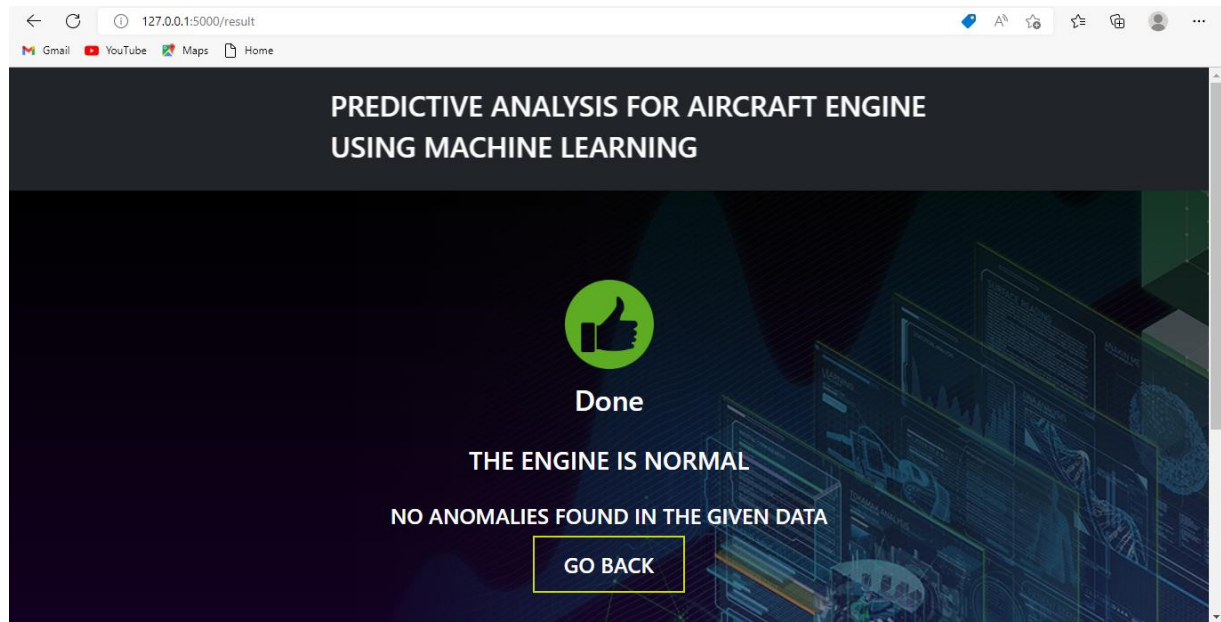 127.0.0.1:5000/result
Gmail YouTube Maps Home
PREDICTIVE ANALYSIS FOR AIRCRAFT ENGINE
USING MACHINE LEARNING
Done
THE ENGINE IS NORMAL
NO ANOMALIES FOUND IN THE GIVEN DATA
GO BACK